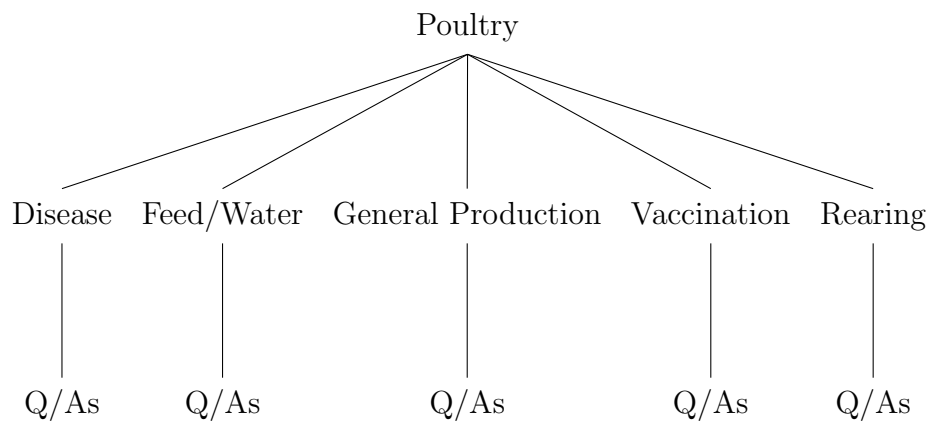 Poultry
Disease Feed/Water General Production Vaccination Rearing
Q/As Q/As Q/As Q/As Q/As